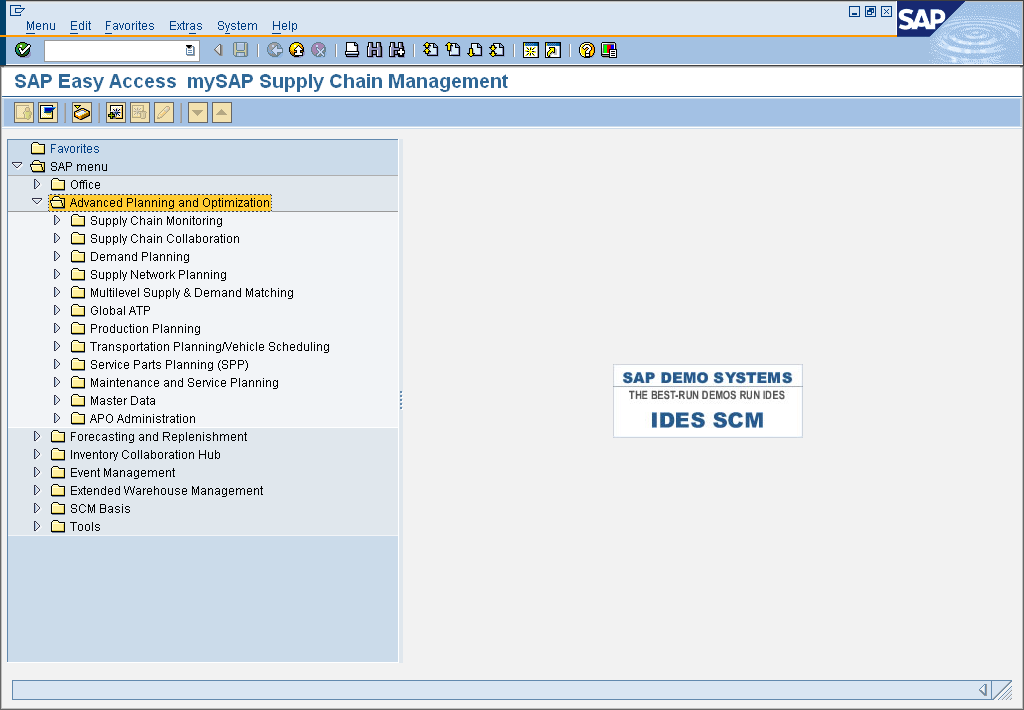 Menu Edit Favorites Extras System Help
SAP
SAP Easy Access mySAP Supply Chain Management
Favorites
SAP menu
Office
Advanced Planning and Optimization
Supply Chain Monitoring
Supply Chain Collaboration
Demand Planning
Supply Network Planning
Multilevel Supply & Demand Matching
Global ATP
Production Planning
Transportation Planning/Vehicle Scheduling
Service Parts Planning (SPP)
Maintenance and Service Planning
Master Data
APO Administration
Forecasting and Replenishment
Inventory Collaboration Hub
Event Management
Extended Warehouse Management
SCM Basis
Tools
SAP DEMO SYSTEMS
THE BEST-RUN DEMOS RUN IDES
IDES SCM